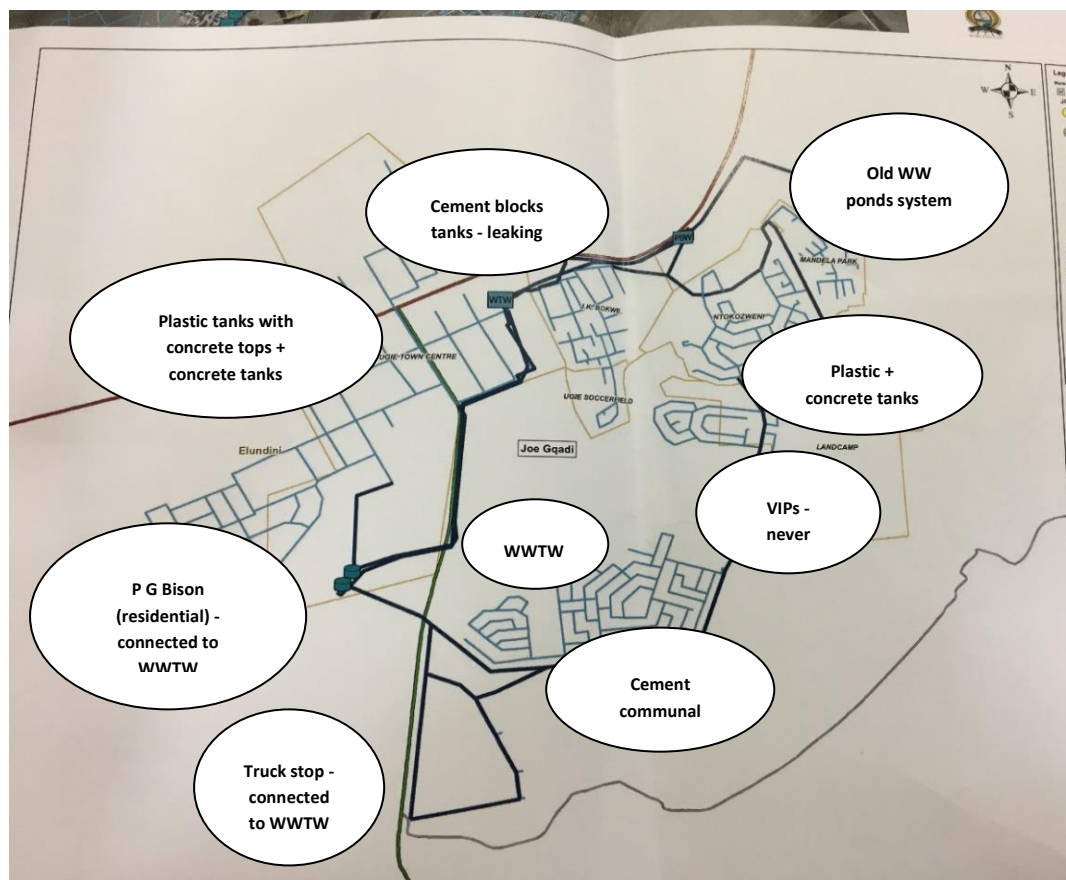 N
W
E
S
Old WW
ponds system
Cement blocks
tanks - leaking
PSW
MANDELA PARK
WTW
NTOKOZWENI
Plastic tanks with
concrete tops +
concrete tanks
UGIE TOWN CENTRE
Plastic +
concrete tanks
UGIE SOCCERFIELD
Elundini
Joe Gqadi
LANDCAMP
VIPs -
never
WWTW
P G Bison
(residential) -
connected to
WWTW
Cement
communal
Truck stop -
connected
to WWTW